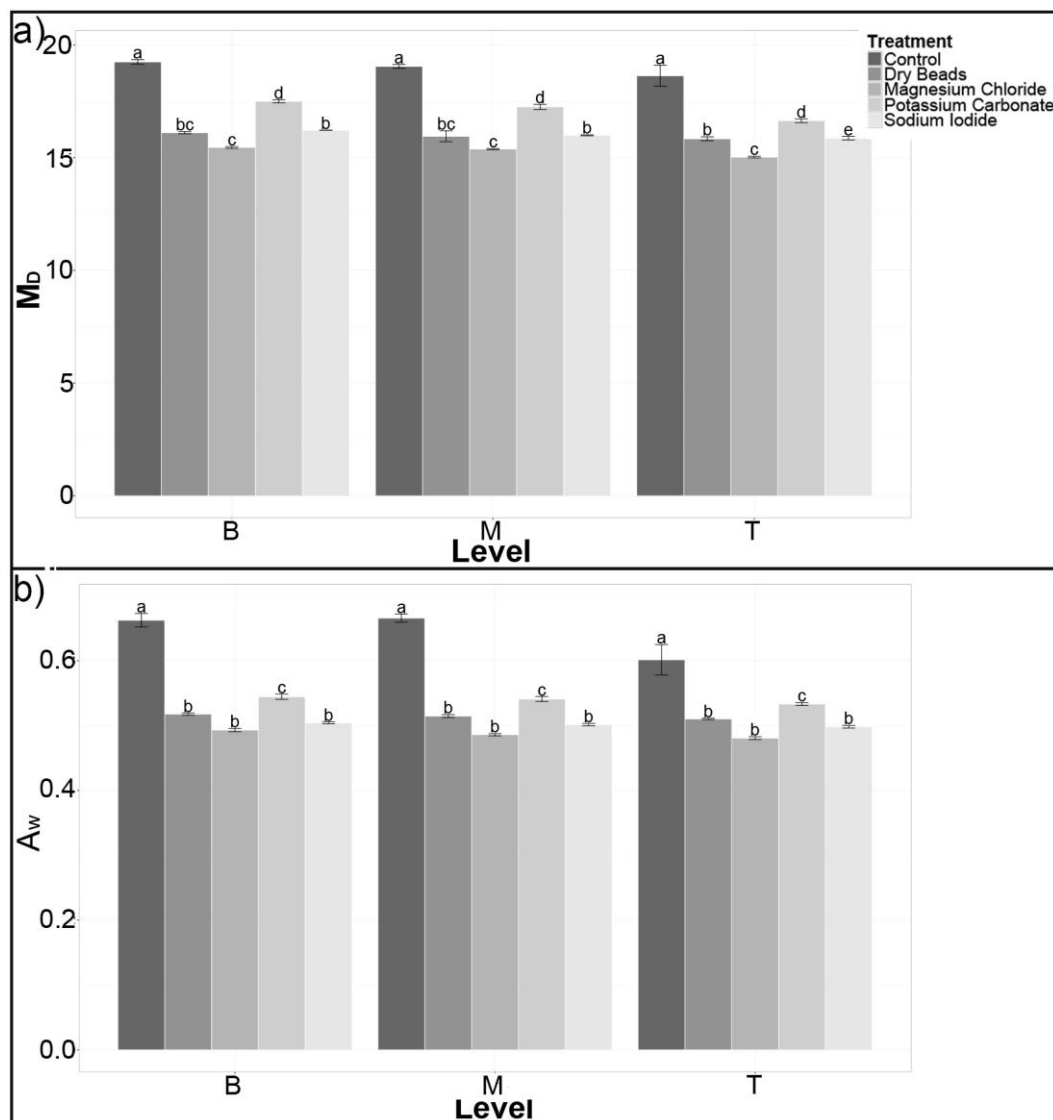 a)
20
15
10
5
0
M_D
a
bc
c
d
b
a
bc
c
d
b
a
b
c
d
e
B M T
Level
Treatment
Control
Dry Beads
Magnesium Chloride
Potassium Carbonate
Sodium Iodide
b)
0.6
0.4
0.2
0.0
A_w
a
b
b
c
b
a
b
b
c
b
a
b
b
c
b
B M T
Level